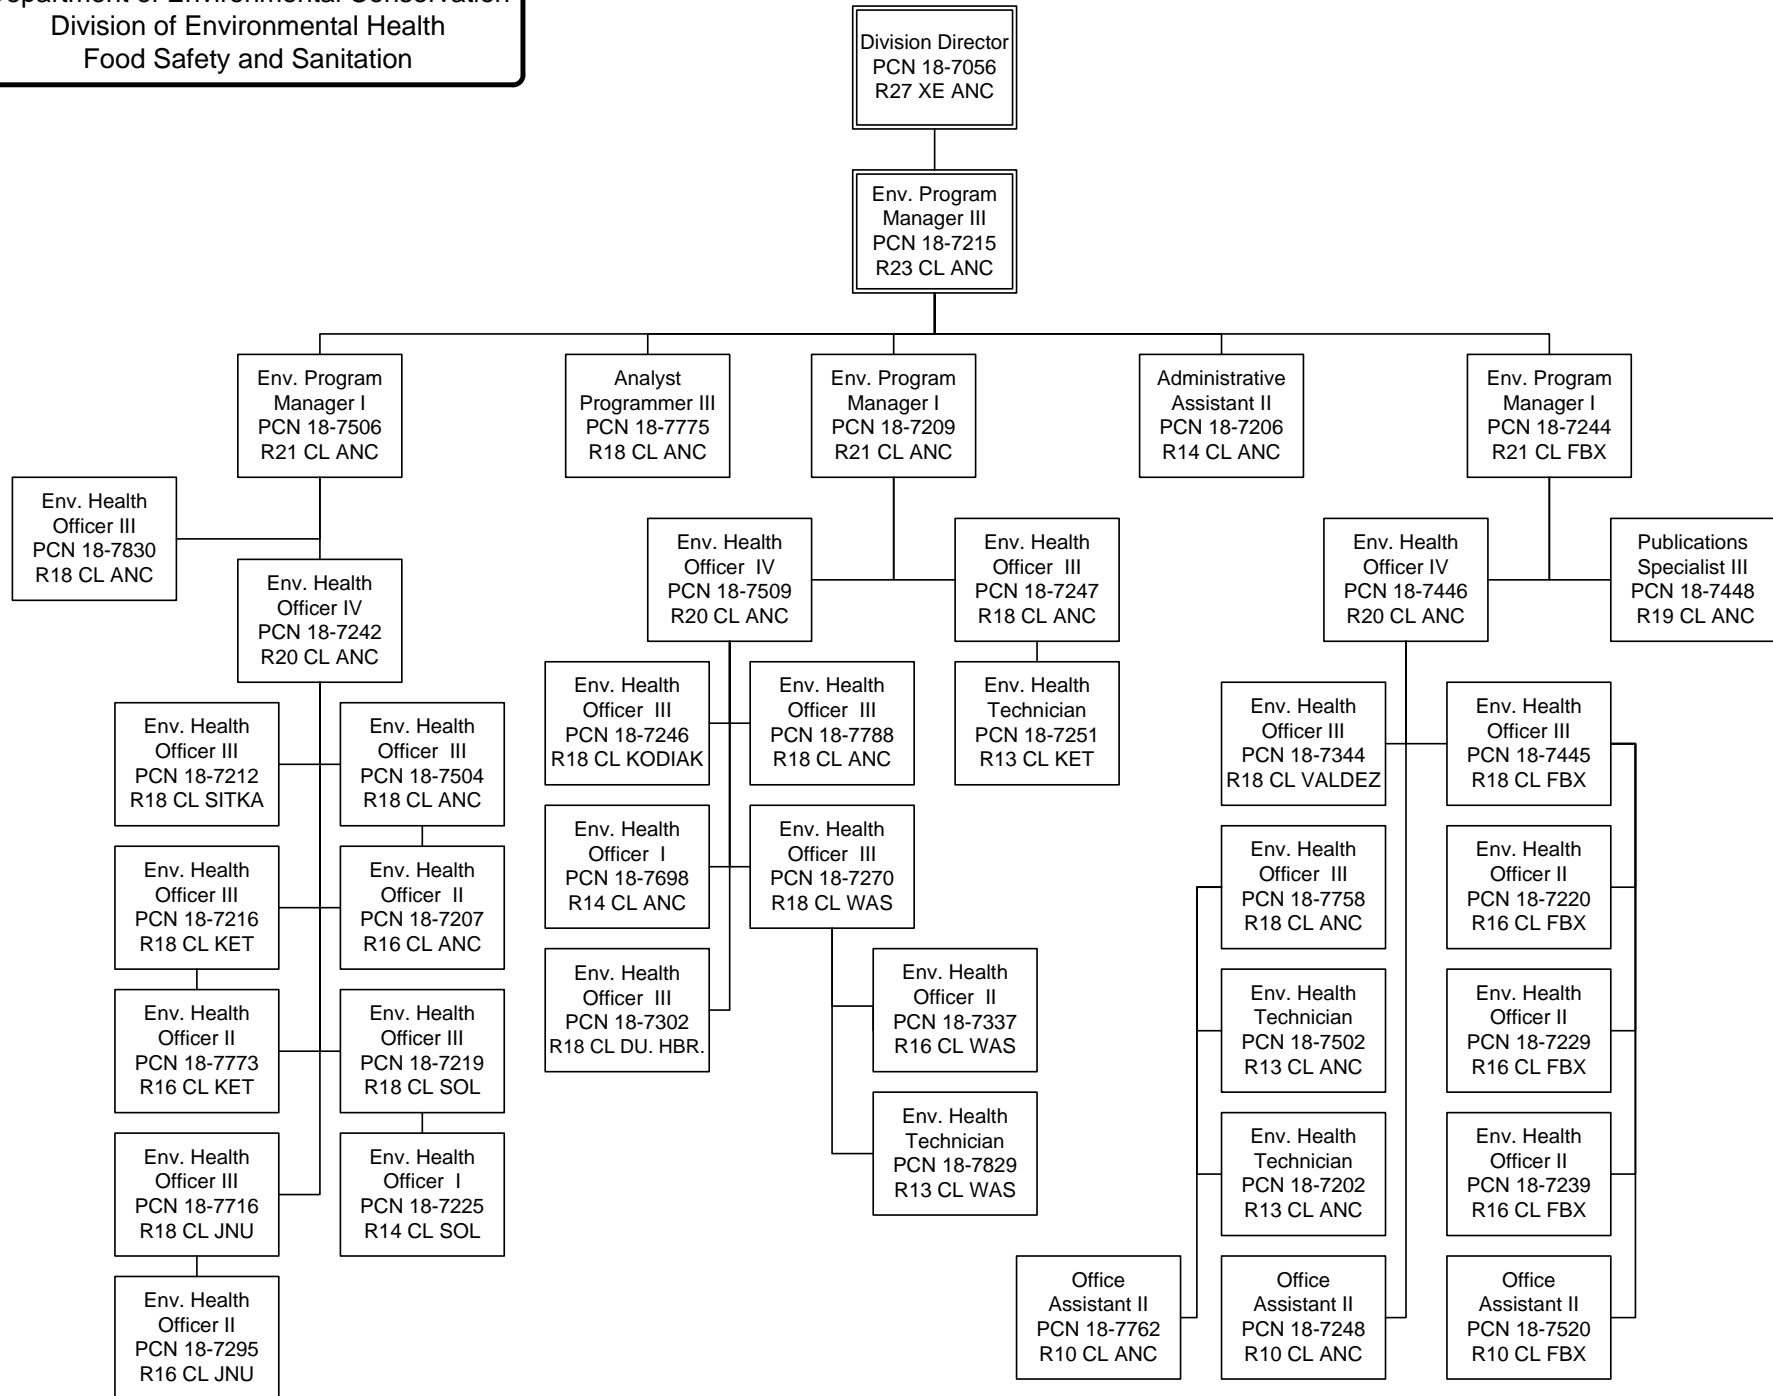 Department of Environmental Conservation
Division of Environmental Health
Food Safety and Sanitation
Division Director
PCN 18-7056
R27 XE ANC
Env. Program
Manager III
PCN 18-7215
R23 CL ANC
Env. Program
Manager I
PCN 18-7506
R21 CL ANC
Analyst
Programmer III
PCN 18-7775
R18 CL ANC
Env. Program
Manager I
PCN 18-7209
R21 CL ANC
Administrative
Assistant II
PCN 18-7206
R14 CL ANC
Env. Program
Manager I
PCN 18-7244
R21 CL FBX
Env. Health
Officer III
PCN 18-7830
R18 CL ANC
Env. Health
Officer IV
PCN 18-7242
R20 CL ANC
Env. Health
Officer IV
PCN 18-7509
R20 CL ANC
Env. Health
Officer III
PCN 18-7247
R18 CL ANC
Env. Health
Officer IV
PCN 18-7446
R20 CL ANC
Publications
Specialist III
PCN 18-7448
R19 CL ANC
Env. Health
Officer III
PCN 18-7212
R18 CL SITKA
Env. Health
Officer III
PCN 18-7504
R18 CL ANC
Env. Health
Officer III
PCN 18-7246
R18 CL KODIAK
Env. Health
Officer III
PCN 18-7788
R18 CL ANC
Env. Health
Technician
PCN 18-7251
R13 CL KET
Env. Health
Officer III
PCN 18-7344
R18 CL VALDEZ
Env. Health
Officer III
PCN 18-7445
R18 CL FBX
Env. Health
Officer III
PCN 18-7216
R18 CL KET
Env. Health
Officer II
PCN 18-7207
R16 CL ANC
Env. Health
Officer I
PCN 18-7698
R14 CL ANC
Env. Health
Officer III
PCN 18-7270
R18 CL WAS
Env. Health
Officer III
PCN 18-7758
R18 CL ANC
Env. Health
Officer II
PCN 18-7220
R16 CL FBX
Env. Health
Officer II
PCN 18-7773
R16 CL KET
Env. Health
Officer III
PCN 18-7219
R18 CL SOL
Env. Health
Officer III
PCN 18-7302
R18 CL DU. HBR.
Env. Health
Officer II
PCN 18-7337
R16 CL WAS
Env. Health
Technician
PCN 18-7502
R13 CL ANC
Env. Health
Officer II
PCN 18-7229
R16 CL FBX
Env. Health
Officer III
PCN 18-7716
R18 CL JNU
Env. Health
Officer I
PCN 18-7225
R14 CL SOL
Env. Health
Technician
PCN 18-7829
R13 CL WAS
Env. Health
Technician
PCN 18-7202
R13 CL ANC
Env. Health
Officer II
PCN 18-7239
R16 CL FBX
Env. Health
Officer II
PCN 18-7295
R16 CL JNU
Office
Assistant II
PCN 18-7762
R10 CL ANC
Office
Assistant II
PCN 18-7248
R10 CL ANC
Office
Assistant II
PCN 18-7520
R10 CL FBX